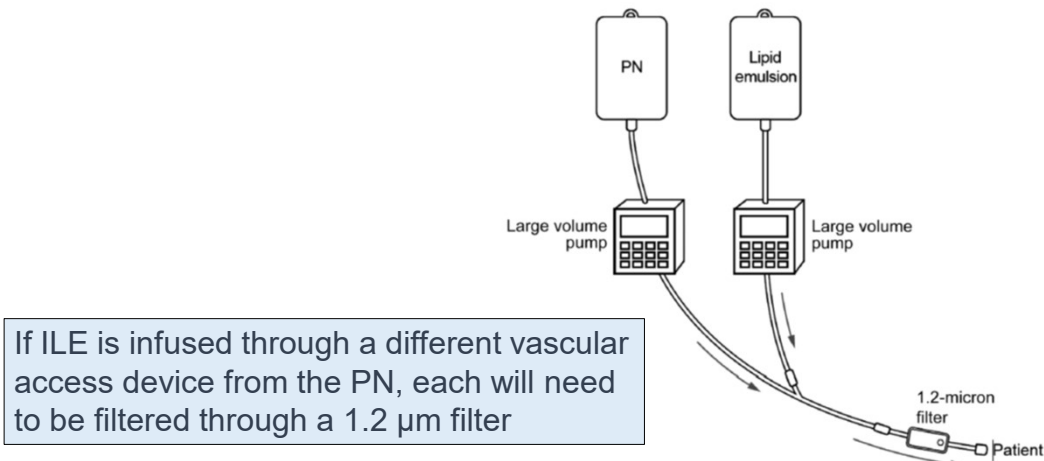 PN
Lipid
emulsion
Large volume
pump
Large volume
pump
If ILE is infused through a different vascular
access device from the PN, each will need
to be filtered through a 1.2 μm filter
1.2-micron
filter
Patient